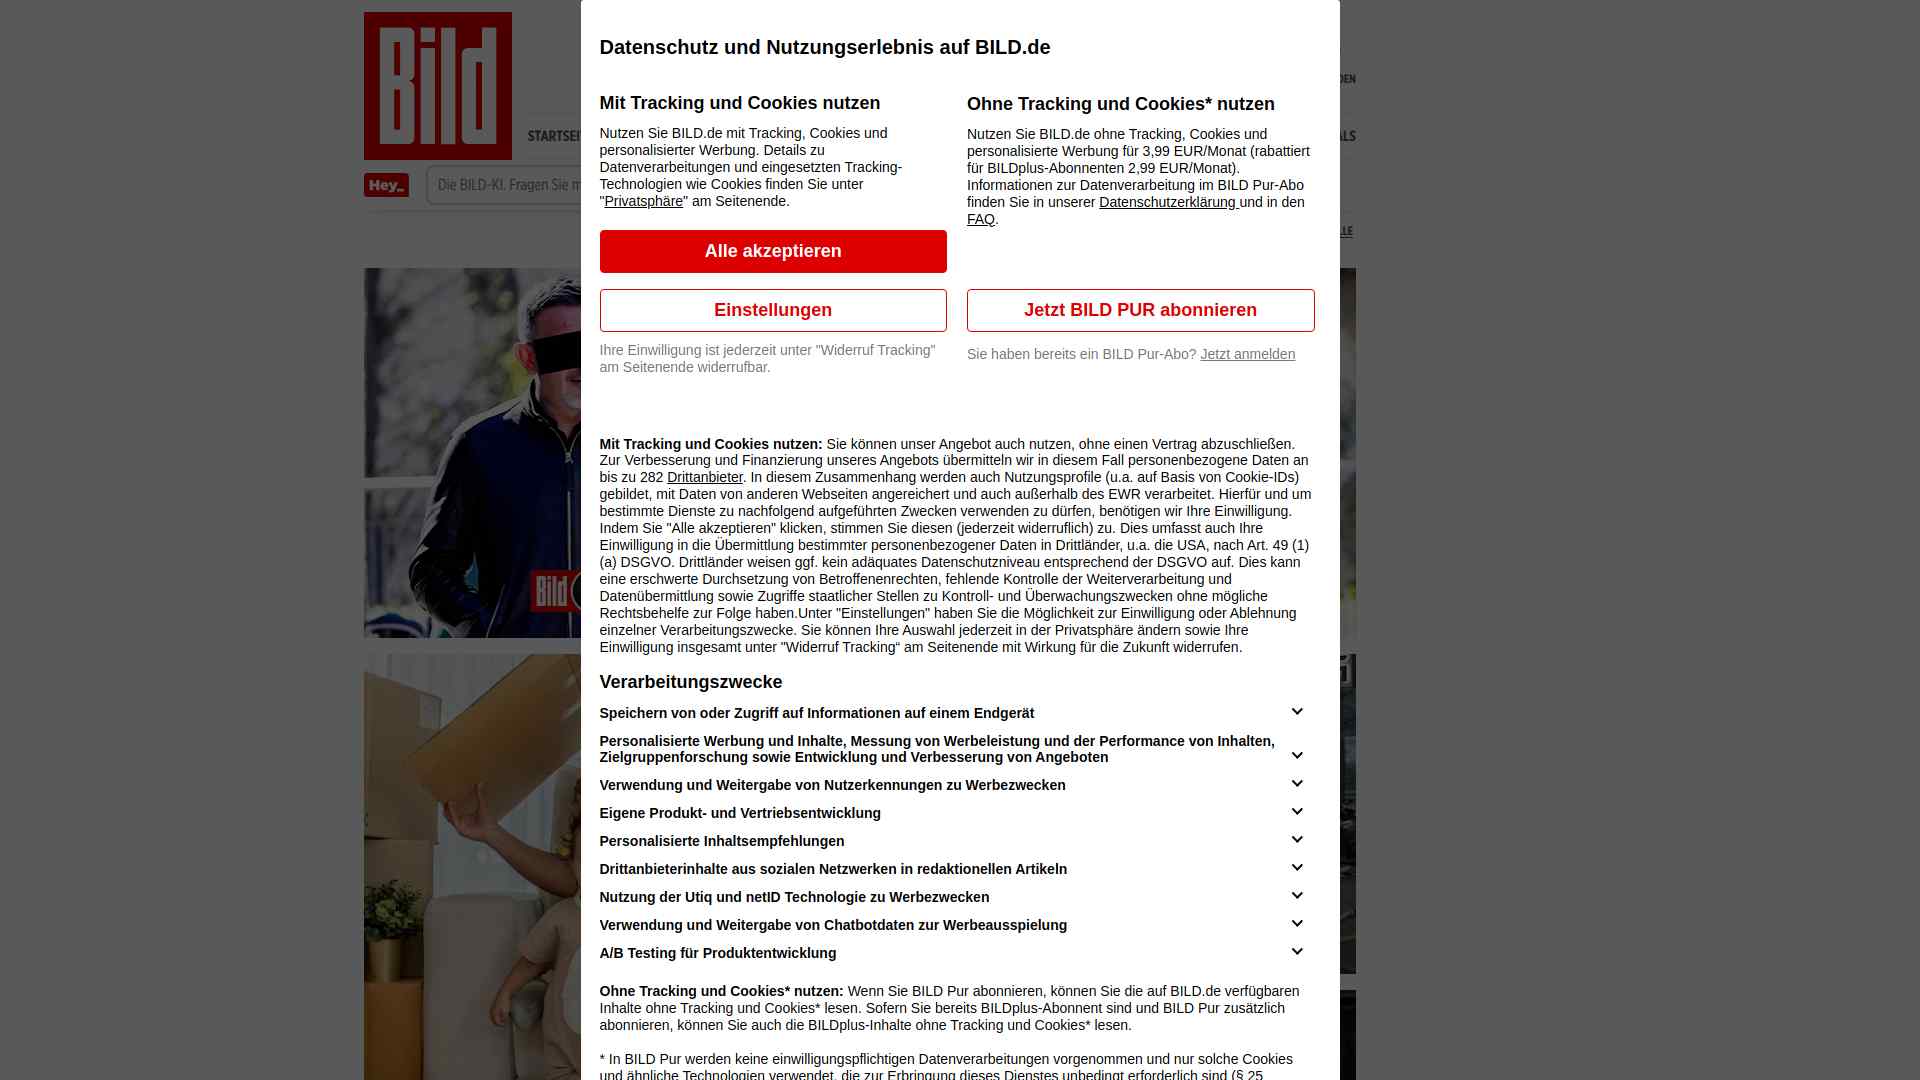 Bild
STARTSEI
Hey_
Die BILD-KI. Fragen Sie m
Bild
DEN
ALS
LLE
Datenschutz und Nutzungserlebnis auf BILD.de
Mit Tracking und Cookies nutzen
Nutzen Sie BILD.de mit Tracking, Cookies und
personalisierter Werbung. Details zu
Datenverarbeitungen und eingesetzten Tracking-
Technologien wie Cookies finden Sie unter
"Privatsphäre" am Seitenende.
Alle akzeptieren
Einstellungen
Ihre Einwilligung ist jederzeit unter "Widerruf Tracking"
am Seitenende widerrufbar.
Ohne Tracking und Cookies* nutzen
Nutzen Sie BILD.de ohne Tracking, Cookies und
personalisierte Werbung für 3,99 EUR/Monat (rabattiert
für BILDplus-Abonnenten 2,99 EUR/Monat).
Informationen zur Datenverarbeitung im BILD Pur-Abo
finden Sie in unserer Datenschutzerklärung und in den
FAQ.
Jetzt BILD PUR abonnieren
Sie haben bereits ein BILD Pur-Abo? Jetzt anmelden
Mit Tracking und Cookies nutzen: Sie können unser Angebot auch nutzen, ohne einen Vertrag abzuschließen.
Zur Verbesserung und Finanzierung unseres Angebots übermitteln wir in diesem Fall personenbezogene Daten an
bis zu 282 Drittanbieter. In diesem Zusammenhang werden auch Nutzungsprofile (u.a. auf Basis von Cookie-IDs)
gebildet, mit Daten von anderen Webseiten angereichert und auch außerhalb des EWR verarbeitet. Hierfür und um
bestimmte Dienste zu nachfolgend aufgeführten Zwecken verwenden zu dürfen, benötigen wir Ihre Einwilligung.
Indem Sie "Alle akzeptieren" klicken, stimmen Sie diesen (jederzeit widerruflich) zu. Dies umfasst auch Ihre
Einwilligung in die Übermittlung bestimmter personenbezogener Daten in Drittländer, u.a. die USA, nach Art. 49 (1)
(a) DSGVO. Drittländer weisen ggf. kein adäquates Datenschutzniveau entsprechend der DSGVO auf. Dies kann
eine erschwerte Durchsetzung von Betroffenenrechten, fehlende Kontrolle der Weiterverarbeitung und
Datenübermittlung sowie Zugriffe staatlicher Stellen zu Kontroll- und Überwachungszwecken ohne mögliche
Rechtsbehelfe zur Folge haben.Unter "Einstellungen" haben Sie die Möglichkeit zur Einwilligung oder Ablehnung
einzelner Verarbeitungszwecke. Sie können Ihre Auswahl jederzeit in der Privatsphäre ändern sowie Ihre
Einwilligung insgesamt unter "Widerruf Tracking“ am Seitenende mit Wirkung für die Zukunft widerrufen.
Verarbeitungszwecke
Speichern von oder Zugriff auf Informationen auf einem Endgerät
Personalisierte Werbung und Inhalte, Messung von Werbeleistung und der Performance von Inhalten,
Zielgruppenforschung sowie Entwicklung und Verbesserung von Angeboten
Verwendung und Weitergabe von Nutzerkennungen zu Werbezwecken
Eigene Produkt- und Vertriebsentwicklung
Personalisierte Inhaltsempfehlungen
Drittanbieterinhalte aus sozialen Netzwerken in redaktionellen Artikeln
Nutzung der Utiq und netID Technologie zu Werbezwecken
Verwendung und Weitergabe von Chatbotdaten zur Werbeausspielung
A/B Testing für Produktentwicklung
Ohne Tracking und Cookies* nutzen: Wenn Sie BILD Pur abonnieren, können Sie die auf BILD.de verfügbaren
Inhalte ohne Tracking und Cookies* lesen. Sofern Sie bereits BILDplus-Abonnent sind und BILD Pur zusätzlich
abonnieren, können Sie auch die BILDplus-Inhalte ohne Tracking und Cookies* lesen.
* In BILD Pur werden keine einwilligungspflichtigen Datenverarbeitungen vorgenommen und nur solche Cookies
und ähnliche Technologien verwendet, die zur Erbringung dieses Dienstes unbedingt erforderlich sind (§ 25